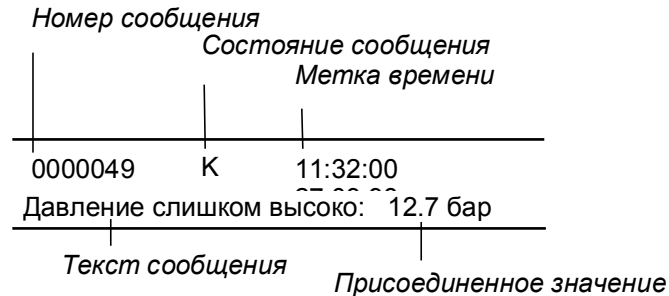 Номер сообщения
Состояние сообщения
Метка времени
0000049 K 11:32:00
Давление слишком высоко: 12.7 бар
Текст сообщения
Присоединенное значение